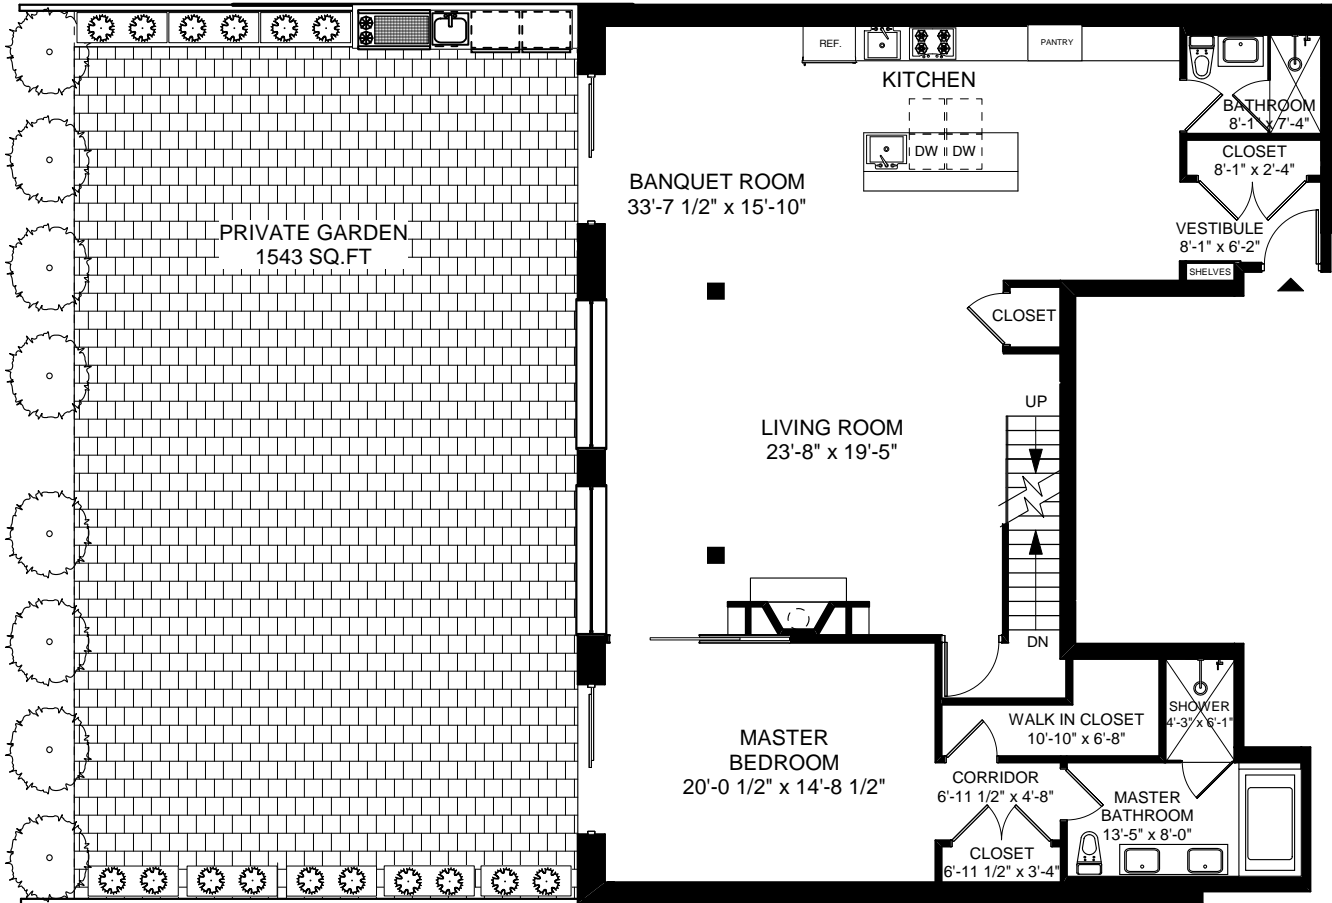 REF.
PANTRY
KITCHEN
BATHROOM
8'-1" x 7'-4"
DW DW
CLOSET
8'-1" x 2'-4"
BANQUET ROOM
33'-7 1/2" x 15'-10"
PRIVATE GARDEN
1543 SQ.FT
VESTIBULE
8'-1" x 6'-2"
SHELVES
CLOSET
UP
LIVING ROOM
23'-8" x 19'-5"
DN
SHOWER
4'-3" x 6'-1"
WALK IN CLOSET
10'-10" x 6'-8"
MASTER
BEDROOM
20'-0 1/2" x 14'-8 1/2"
CORRIDOR
6'-11 1/2" x 4'-8"
MASTER
BATHROOM
13'-5" x 8'-0"
CLOSET
6'-11 1/2" x 3'-4"